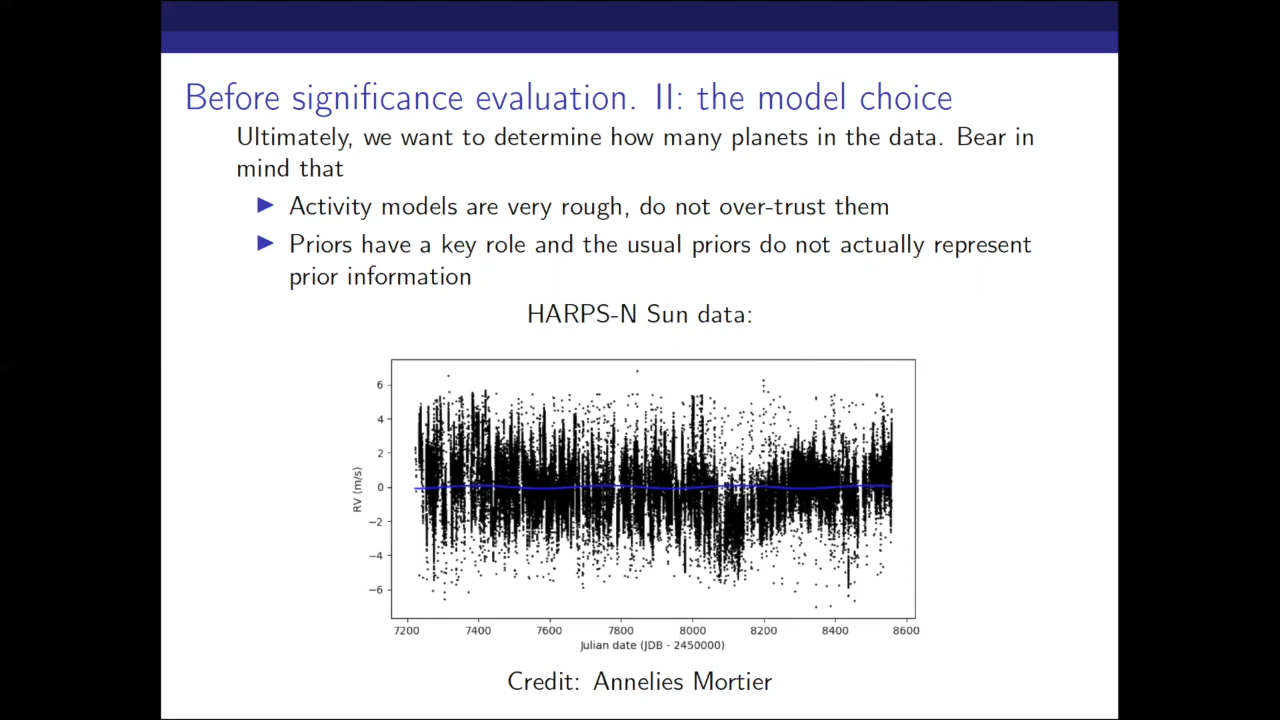 Before significance evaluation. II: the model choice
Ultimately, we want to determine how many planets in the data. Bear in
mind that
Activity models are very rough, do not over-trust them
Priors have a key role and the usual priors do not actually represent
prior information
HARPS-N Sun data:
6
4
2
0
−2
−4
−6
RV (m/s)
7200 7400 7600 7800 8000 8200 8400 8600
Julian date (JDB - 2450000)
Credit: Annelies Mortier